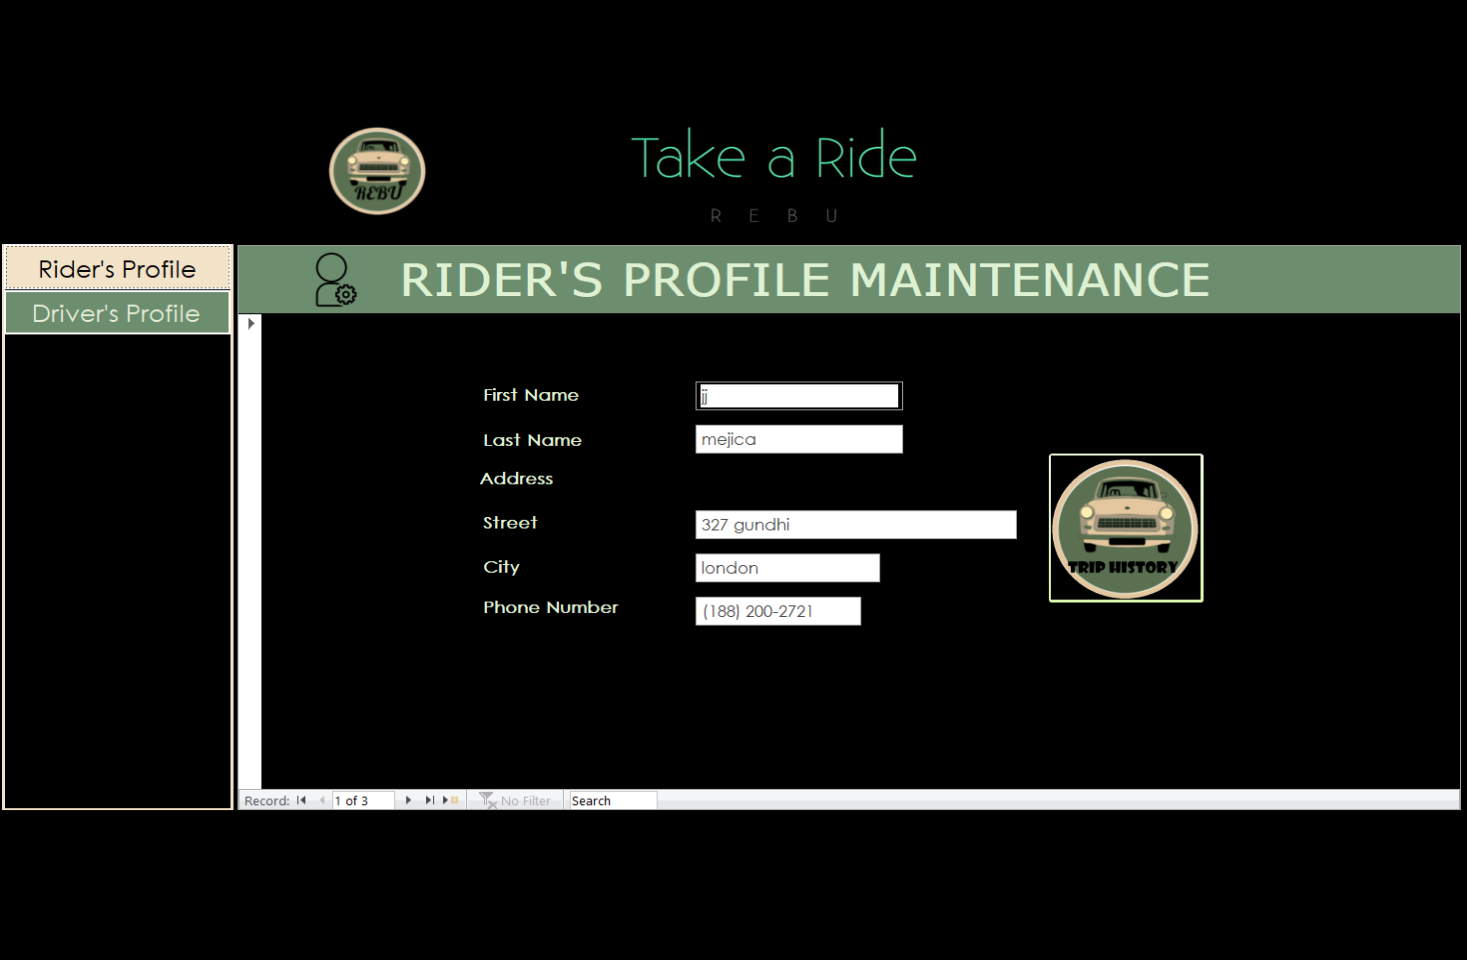 REBU
Take a Ride
R E B U
Rider's Profile
Driver's Profile
RIDER'S PROFILE MAINTENANCE
First Name
jj
Last Name
mejica
Address
Street
327 gundhi
City
london
Phone Number
(188) 200-2721
TRIP HISTORY
Record:
1 of 3
No Filter
Search